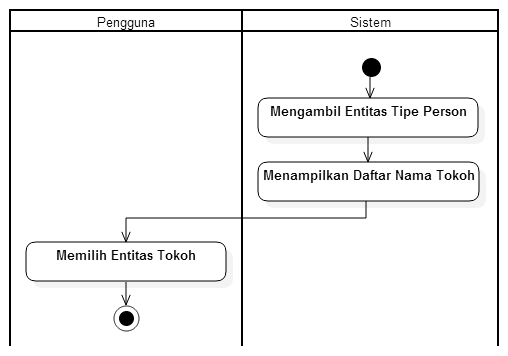 Pengguna
Sistem
Mengambil Entitas Tipe Person
Menampilkan Daftar Nama Tokoh
Memilih Entitas Tokoh